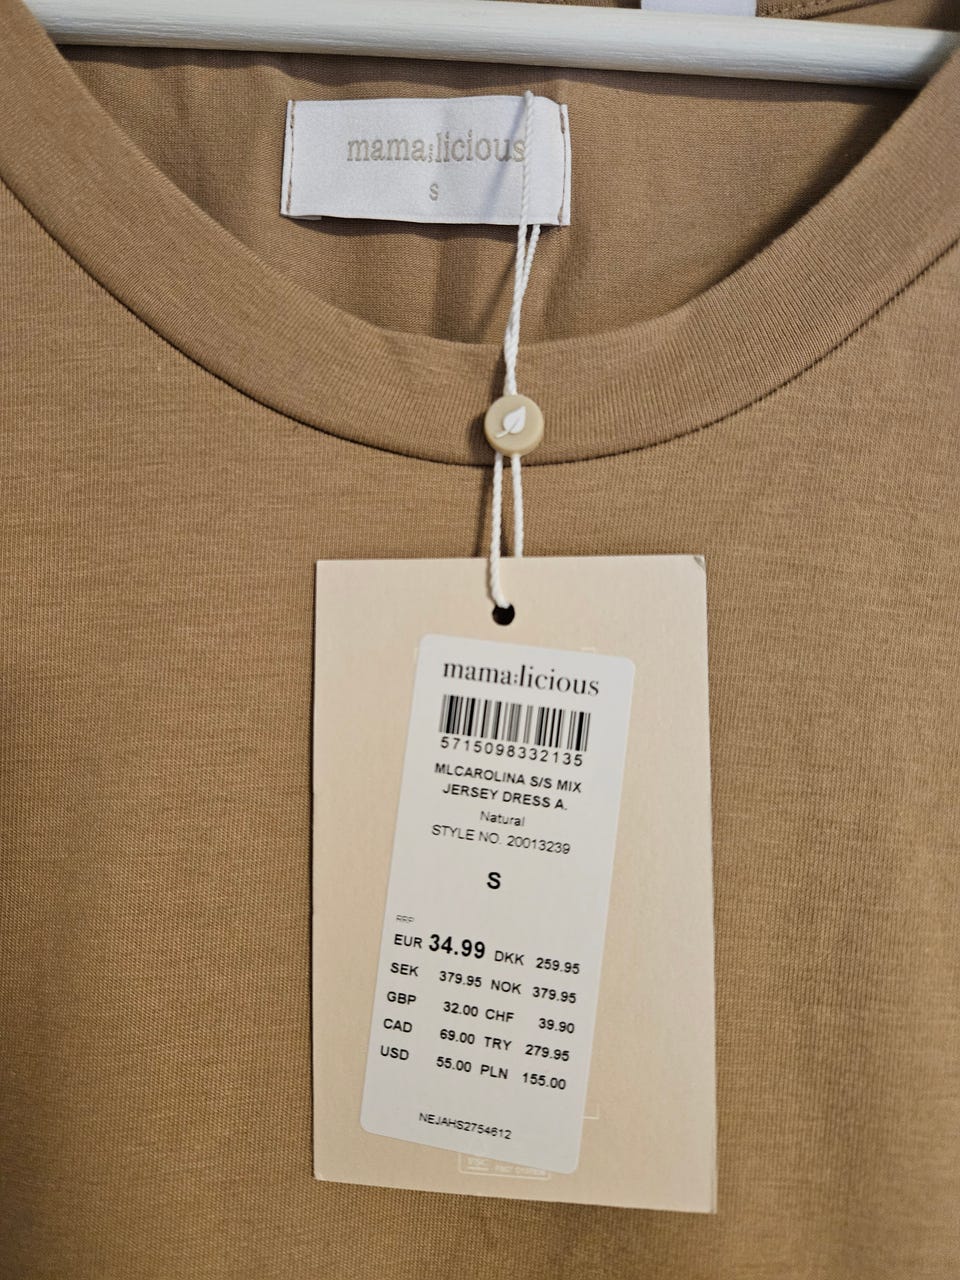 mama;licious
S
mama:licious
5715098332135
MLCAROLINA S/S MIX
JERSEY DRESS A.
Natural
STYLE NO. 20013239
S
RRP
EUR 34.99 DKK 259.95
SEK 379.95 NOK 379.95
GBP 32.00 CHF 39.90
CAD 69.00 TRY 279.95
USD 55.00 PLN 155.00
NEJAHS2754612